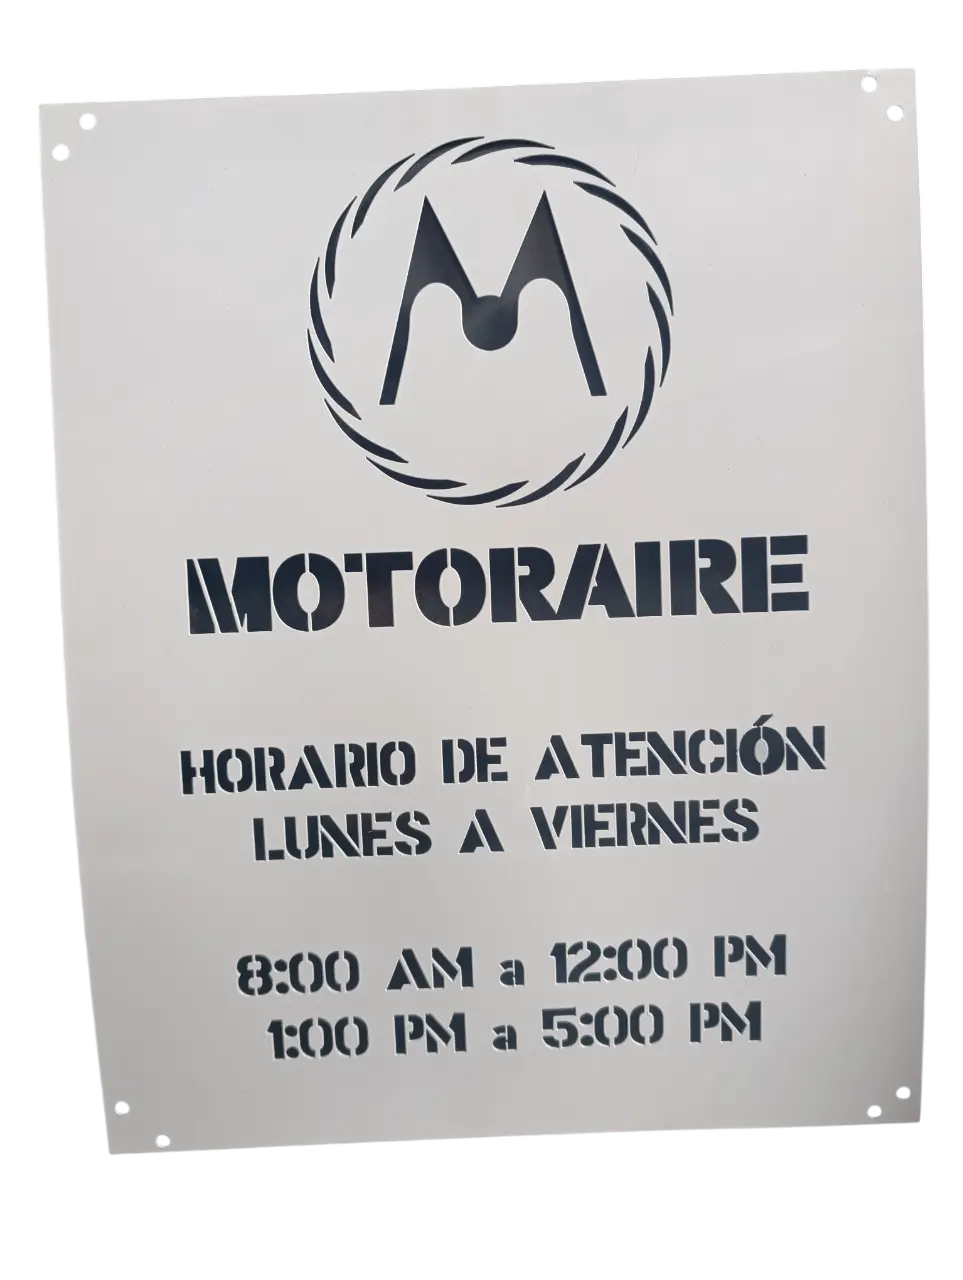 MOTORAIRE
HORARIO DE ATENCIÓN
LUNES A VIERNES
8:00 AM a 12:00 PM
1:00 PM a 5:00 PM